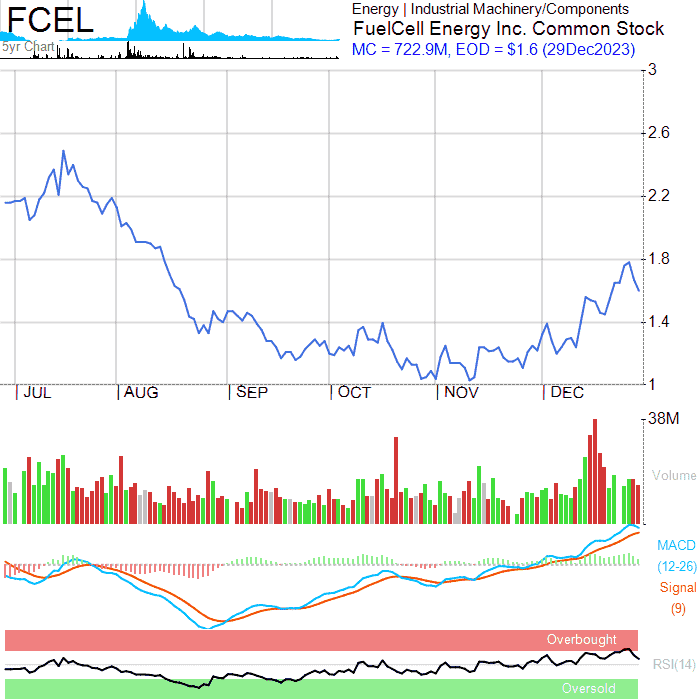 FCEL
5yr Chart
Energy | Industrial Machinery/Components
FuelCell Energy Inc. Common Stock
MC = 722.9M, EOD = $1.6 (29Dec2023)
3
2.6
2.2
1.8
1.4
1
JUL AUG SEP OCT NOV DEC
38M
Volume
MACD
(12-26)
Signal
(9)
Overbought
RSI(14)
Oversold